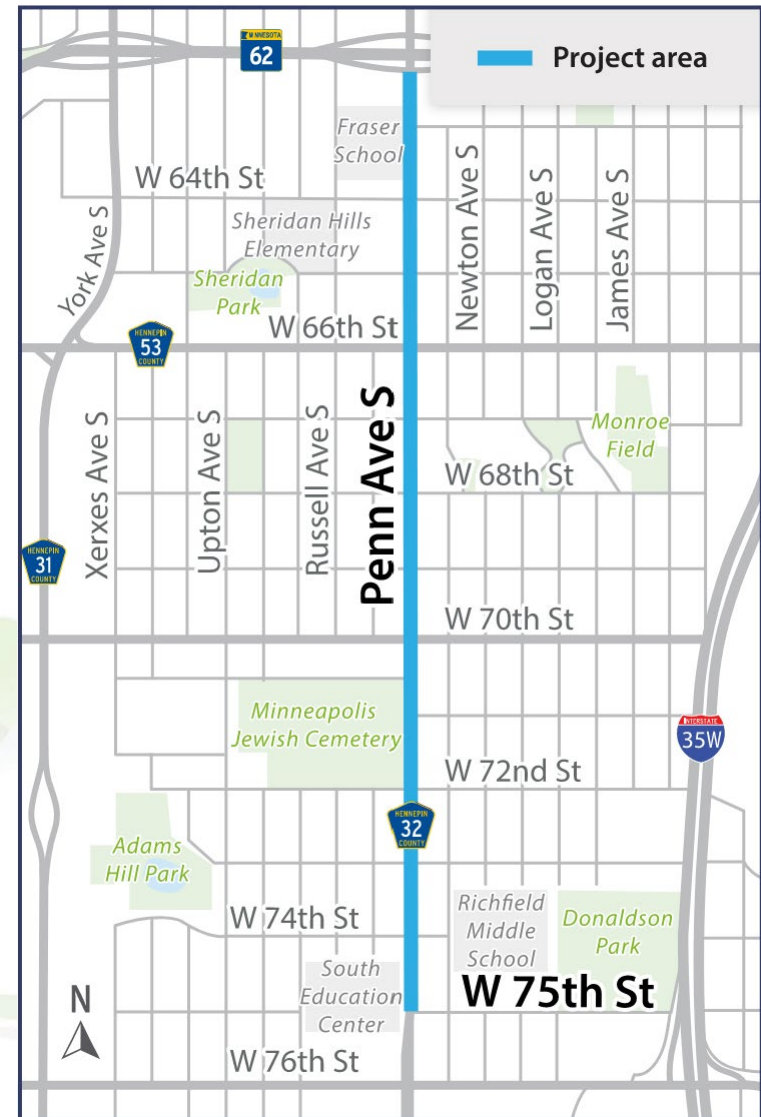 MINNESOTA
62
Project area
Fraser
School
W 64th St
Sheridan Hills
Elementary
Sheridan
Park
York Ave S
Newton Ave S
Logan Ave S
James Ave S
W 66th St
HENNEPIN
53
COUNTY
Xerxes Ave S
Upton Ave S
Russell Ave S
Penn Ave S
Monroe
Field
W 68th St
HENNEPIN
31
COUNTY
W 70th St
Minneapolis
Jewish Cemetery
INTERSTATE
35W
W 72nd St
HENNEPIN
32
COUNTY
Adams
Hill Park
W 74th St
Richfield
Middle
School
Donaldson
Park
South
Education
Center
W 75th St
N
W 76th St